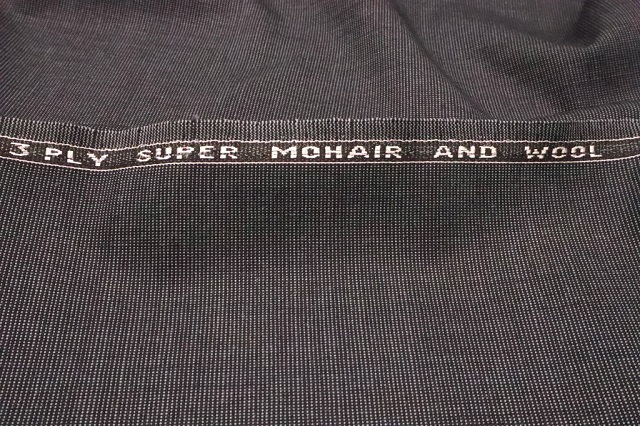 3 PLY SUPER MOHAIR AND WOOL